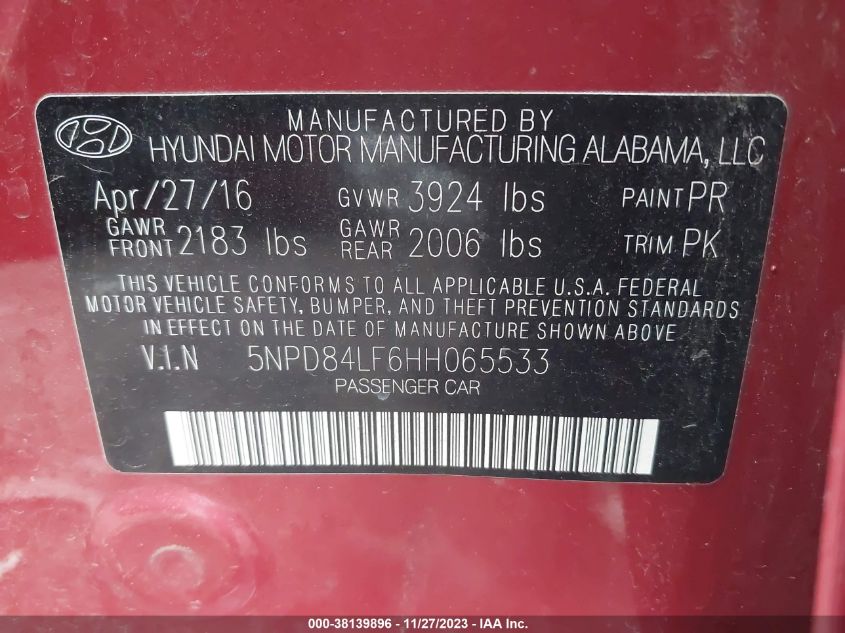 MANUFACTURED BY
HYUNDAI MOTOR MANUFACTURING ALABAMA, LLC
Apr/27/16 GVWR 3924 lbs PAINT PR
GAWR FRONT 2183 lbs GAWR REAR 2006 lbs TRIM PK
THIS VEHICLE CONFORMS TO ALL APPLICABLE U.S.A. FEDERAL
MOTOR VEHICLE SAFETY, BUMPER, AND THEFT PREVENTION STANDARDS
IN EFFECT ON THE DATE OF MANUFACTURE SHOWN ABOVE
V.I.N 5NPD84LF6HH065533
PASSENGER CAR
000-38139896 - 11/27/2023 - IAA Inc.